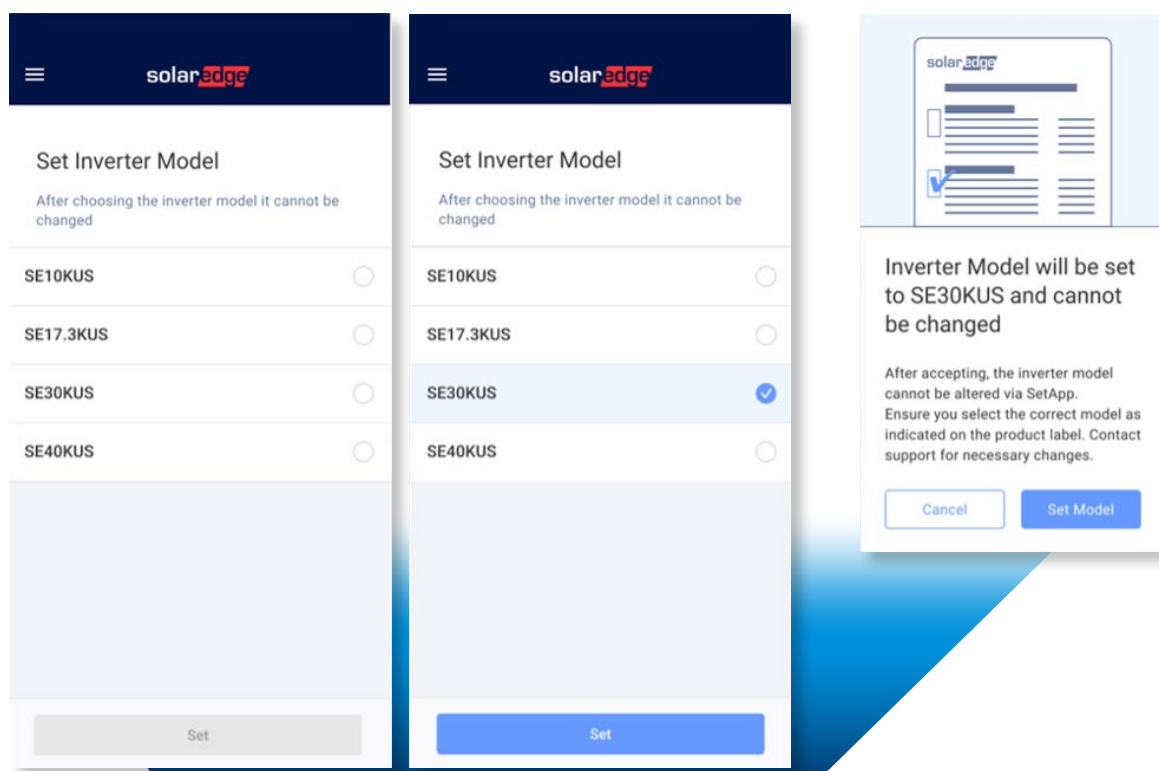 solaredge
Set Inverter Model
After choosing the inverter model it cannot be
changed
SE10KUS
SE17.3KUS
SE30KUS
SE40KUS
Set
solaredge
Set Inverter Model
After choosing the inverter model it cannot be
changed
SE10KUS
SE17.3KUS
SE30KUS
SE40KUS
Set
solaredge
Inverter Model will be set
to SE30KUS and cannot
be changed
After accepting, the inverter model
cannot be altered via SetApp.
Ensure you select the correct model as
indicated on the product label. Contact
support for necessary changes.
Cancel
Set Model